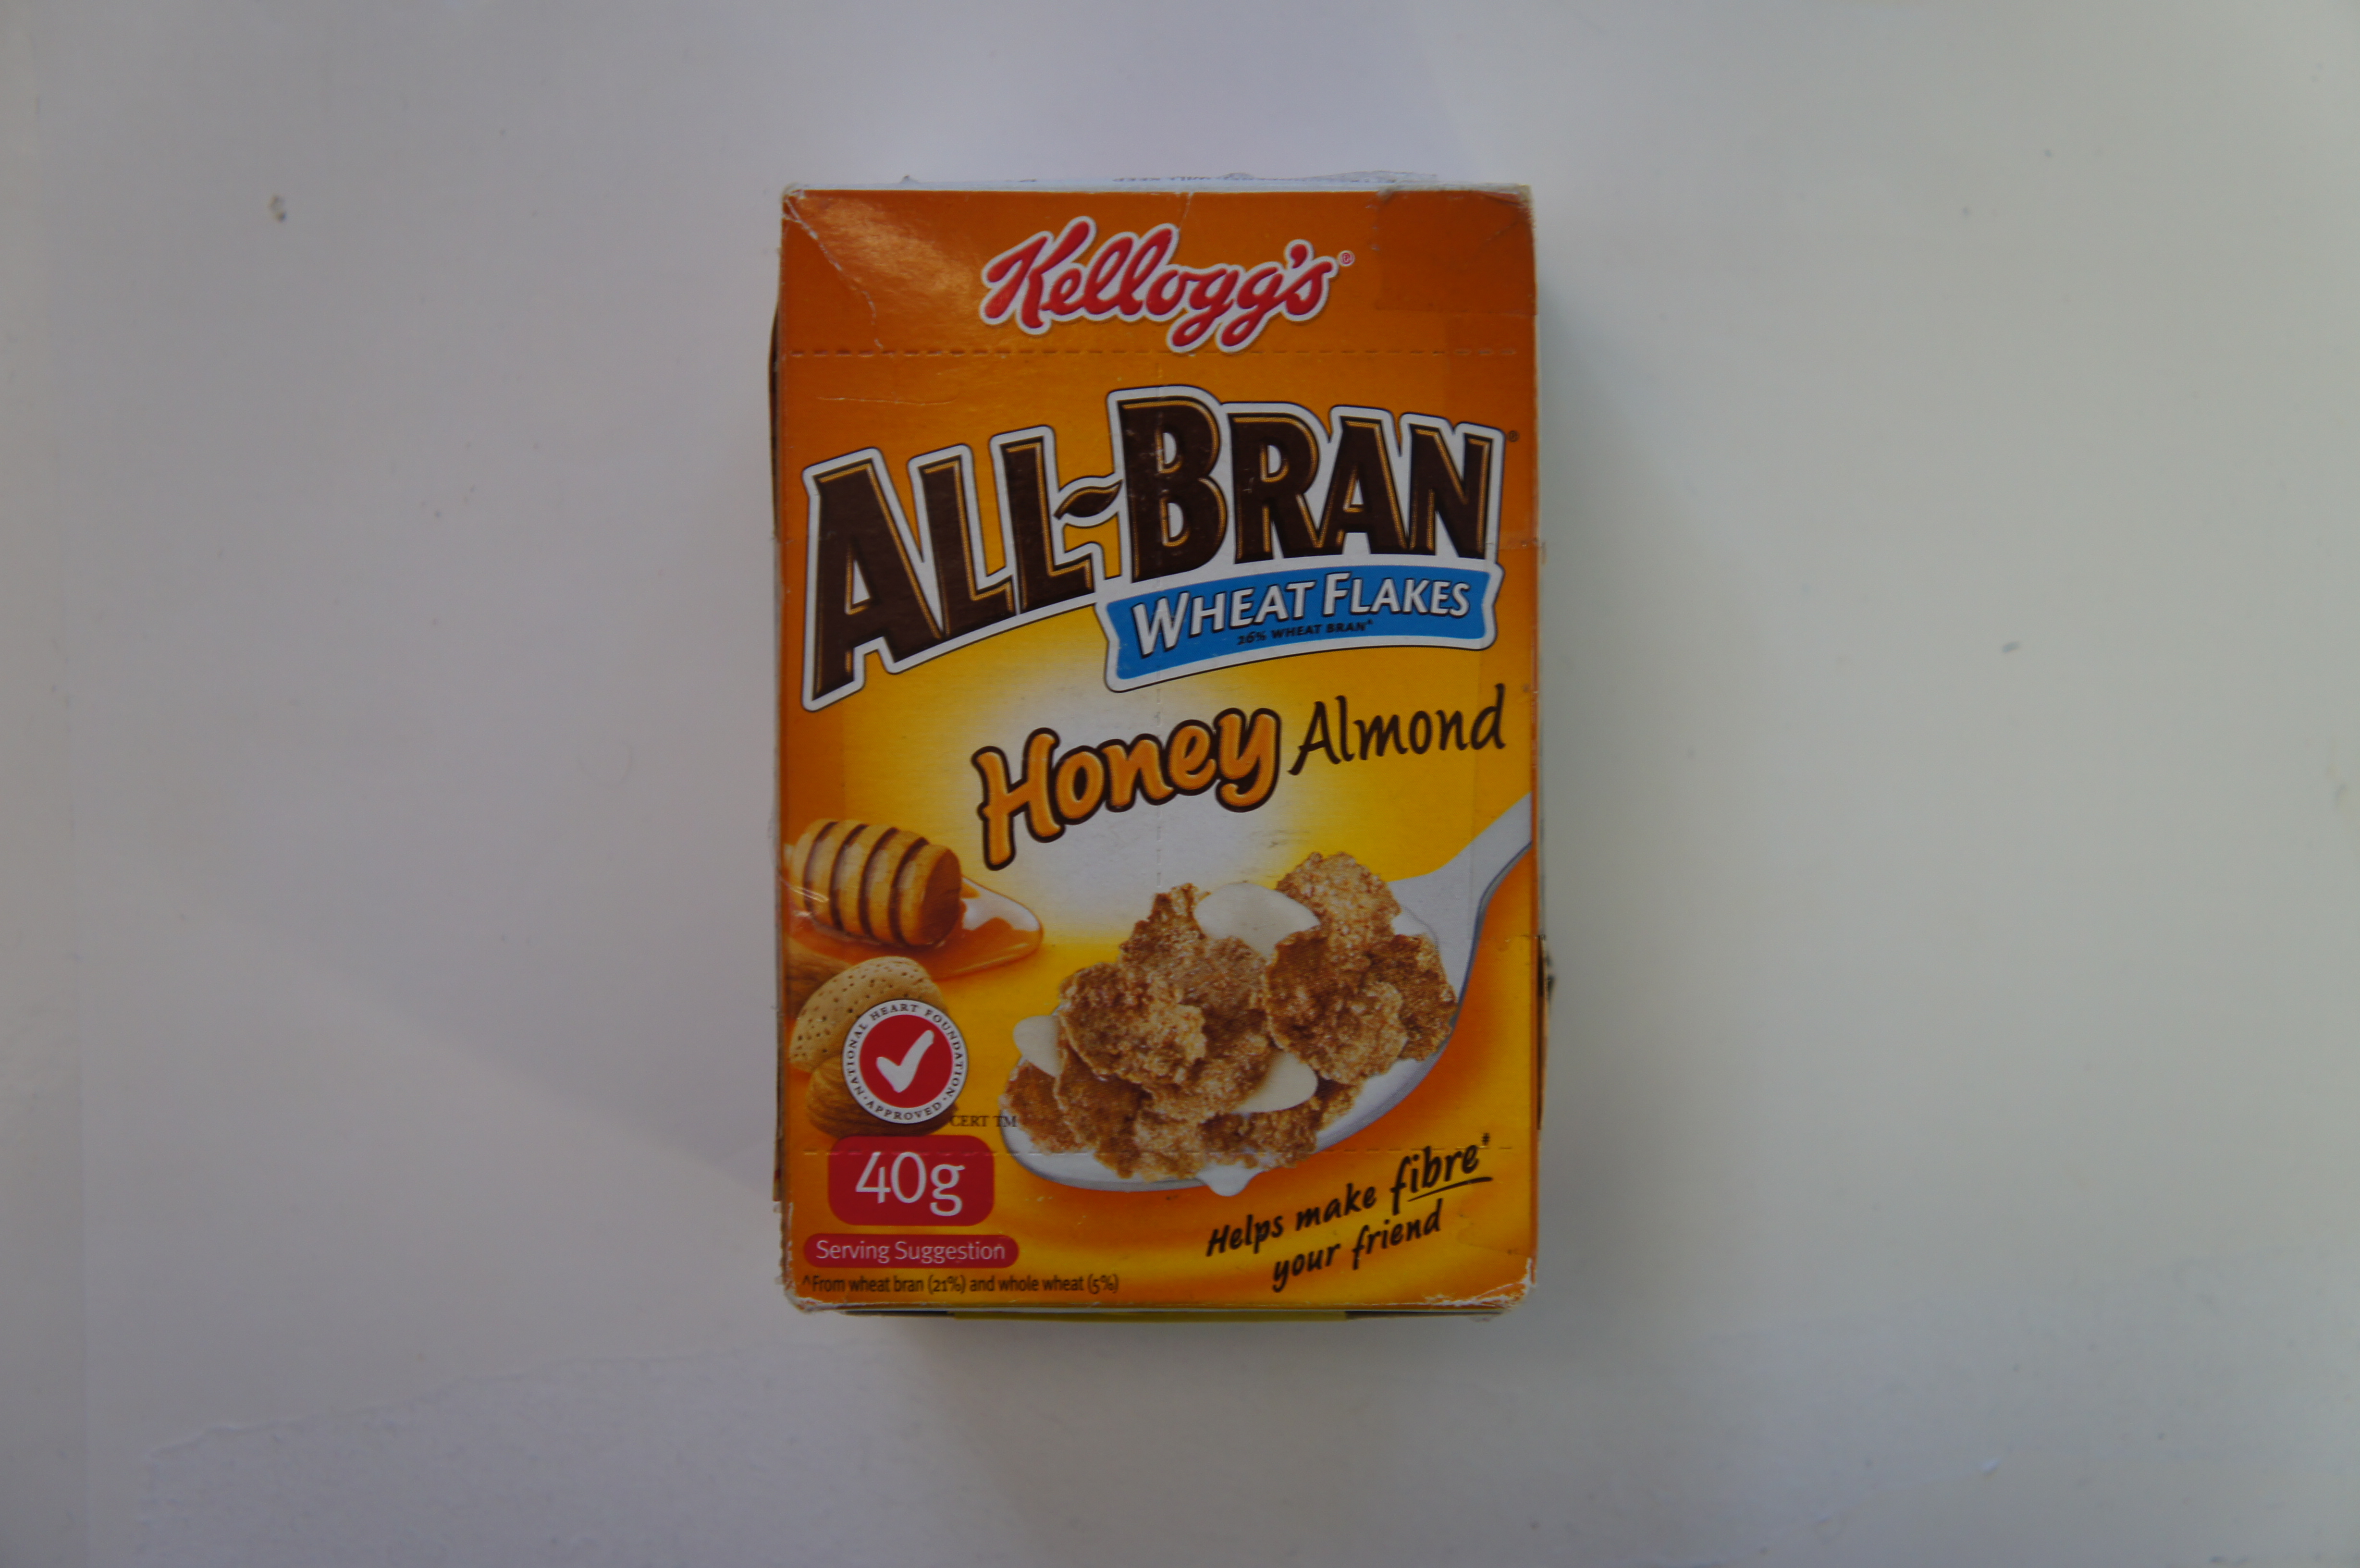 Kellogg's®
ALL-BRAN®
WHEAT FLAKES
26% WHEAT BRAN^
Honey Almond
NATIONAL HEART FOUNDATION
• APPROVED •
CERT TM
40g
Serving Suggestion
^From wheat bran (21%) and whole wheat (5%)
Helps make fibre#
your friend